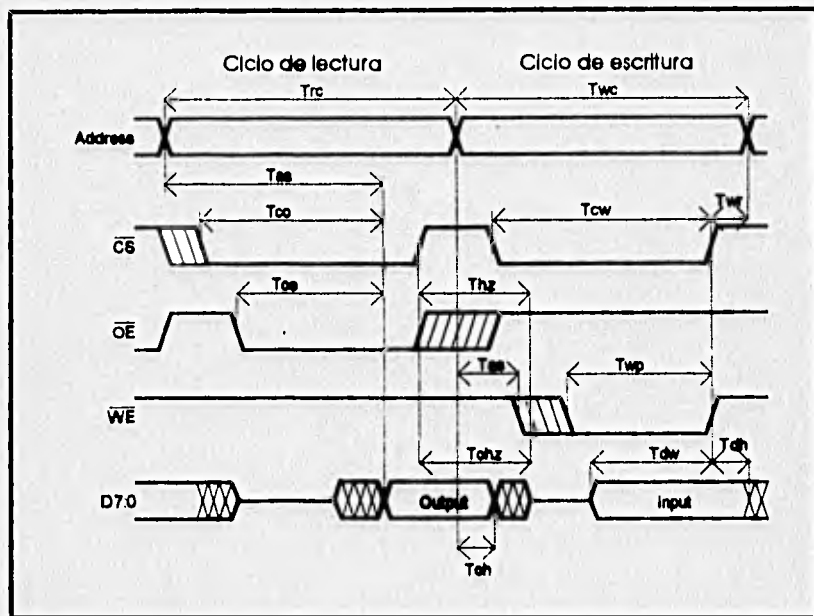 Ciclo de lectura Ciclo de escritura
Trc Twc
Address
Taa
Tco Tcw Twr
CS
Toe Thz
OE
Tas Twp
WE
Tohz Tdw Tdh
D7:0 Output Input
Toh